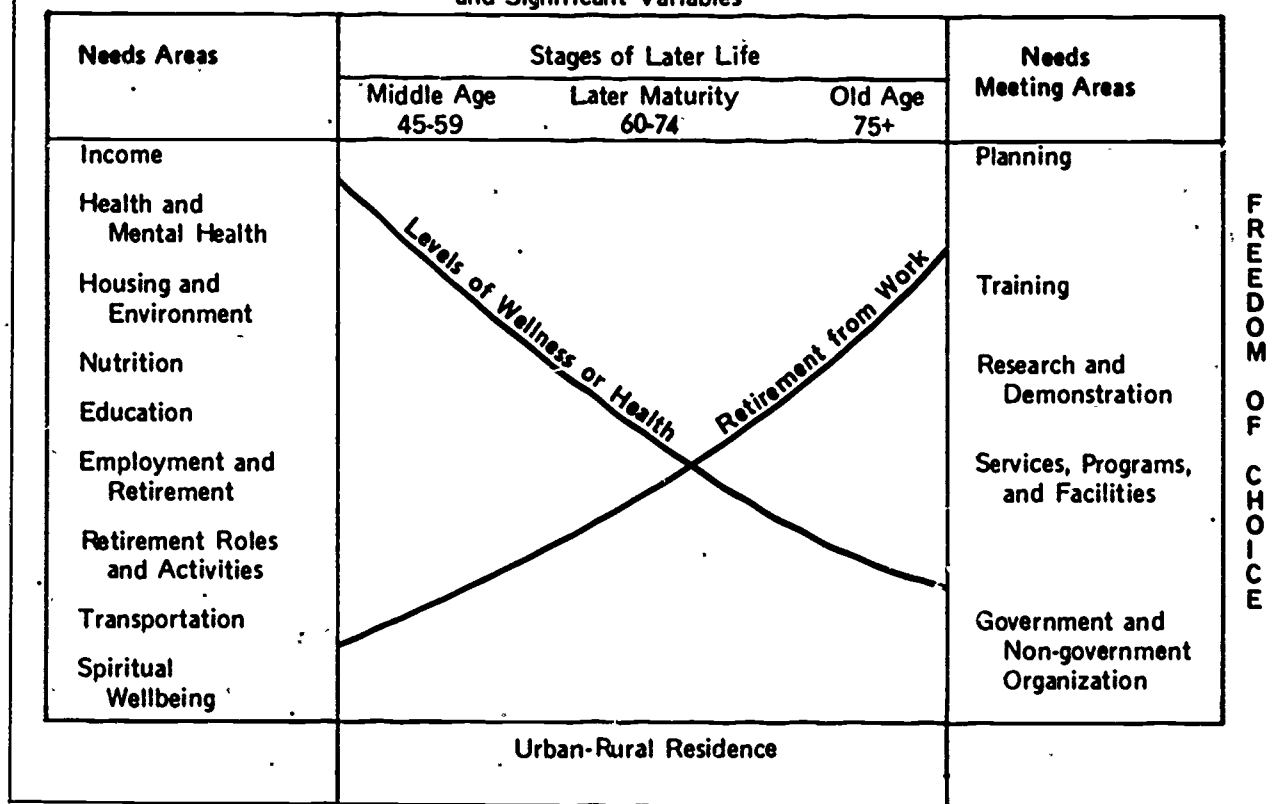 and Significant Variables
Needs Areas
Stages of Later Life
Needs
Meeting Areas
Middle Age
45-59
Later Maturity
60-74
Old Age
75+
Income
Health and
Mental Health
Housing and
Environment
Nutrition
Education
Employment and
Retirement
Retirement Roles
and Activities
Transportation
Spiritual
Wellbeing
Levels of Wellness or Health
Retirement from Work
Planning
Training
Research and
Demonstration
Services, Programs,
and Facilities
Government and
Non-government
Organization
FREEDOM OF CHOICE
Urban-Rural Residence